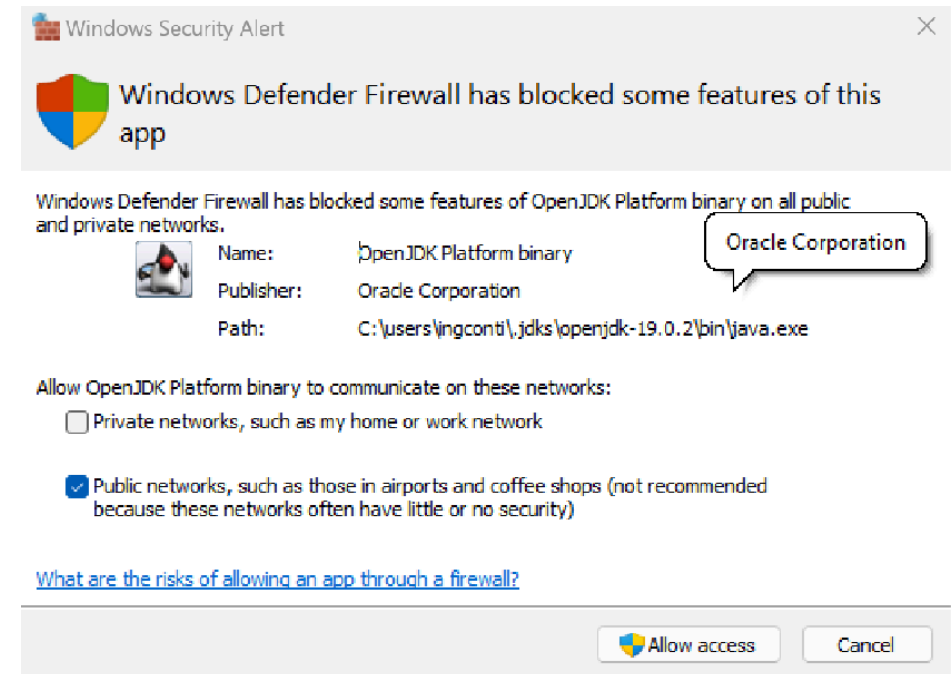 Windows Security Alert
Windows Defender Firewall has blocked some features of this
app
Windows Defender Firewall has blocked some features of OpenJDK Platform binary on all public
and private networks.
Oracle Corporation
Name: OpenJDK Platform binary
Publisher: Oracle Corporation
Path: C:\users\ingconti\.jdks\openjdk-19.0.2\bin\java.exe
Allow OpenJDK Platform binary to communicate on these networks:
Private networks, such as my home or work network
Public networks, such as those in airports and coffee shops (not recommended
because these networks often have little or no security)
What are the risks of allowing an app through a firewall?
Allow access Cancel